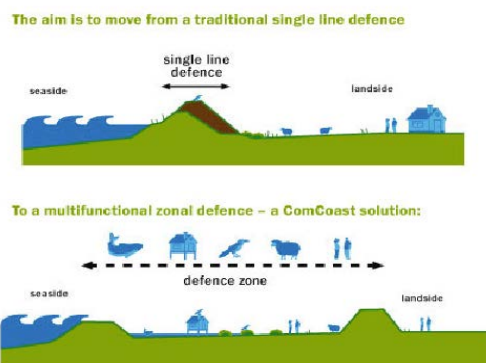 The aim is to move from a traditional single line defence
single line
defence
seaside
landside
To a multifunctional zonal defence – a ComCoast solution:
defence zone
seaside
landside